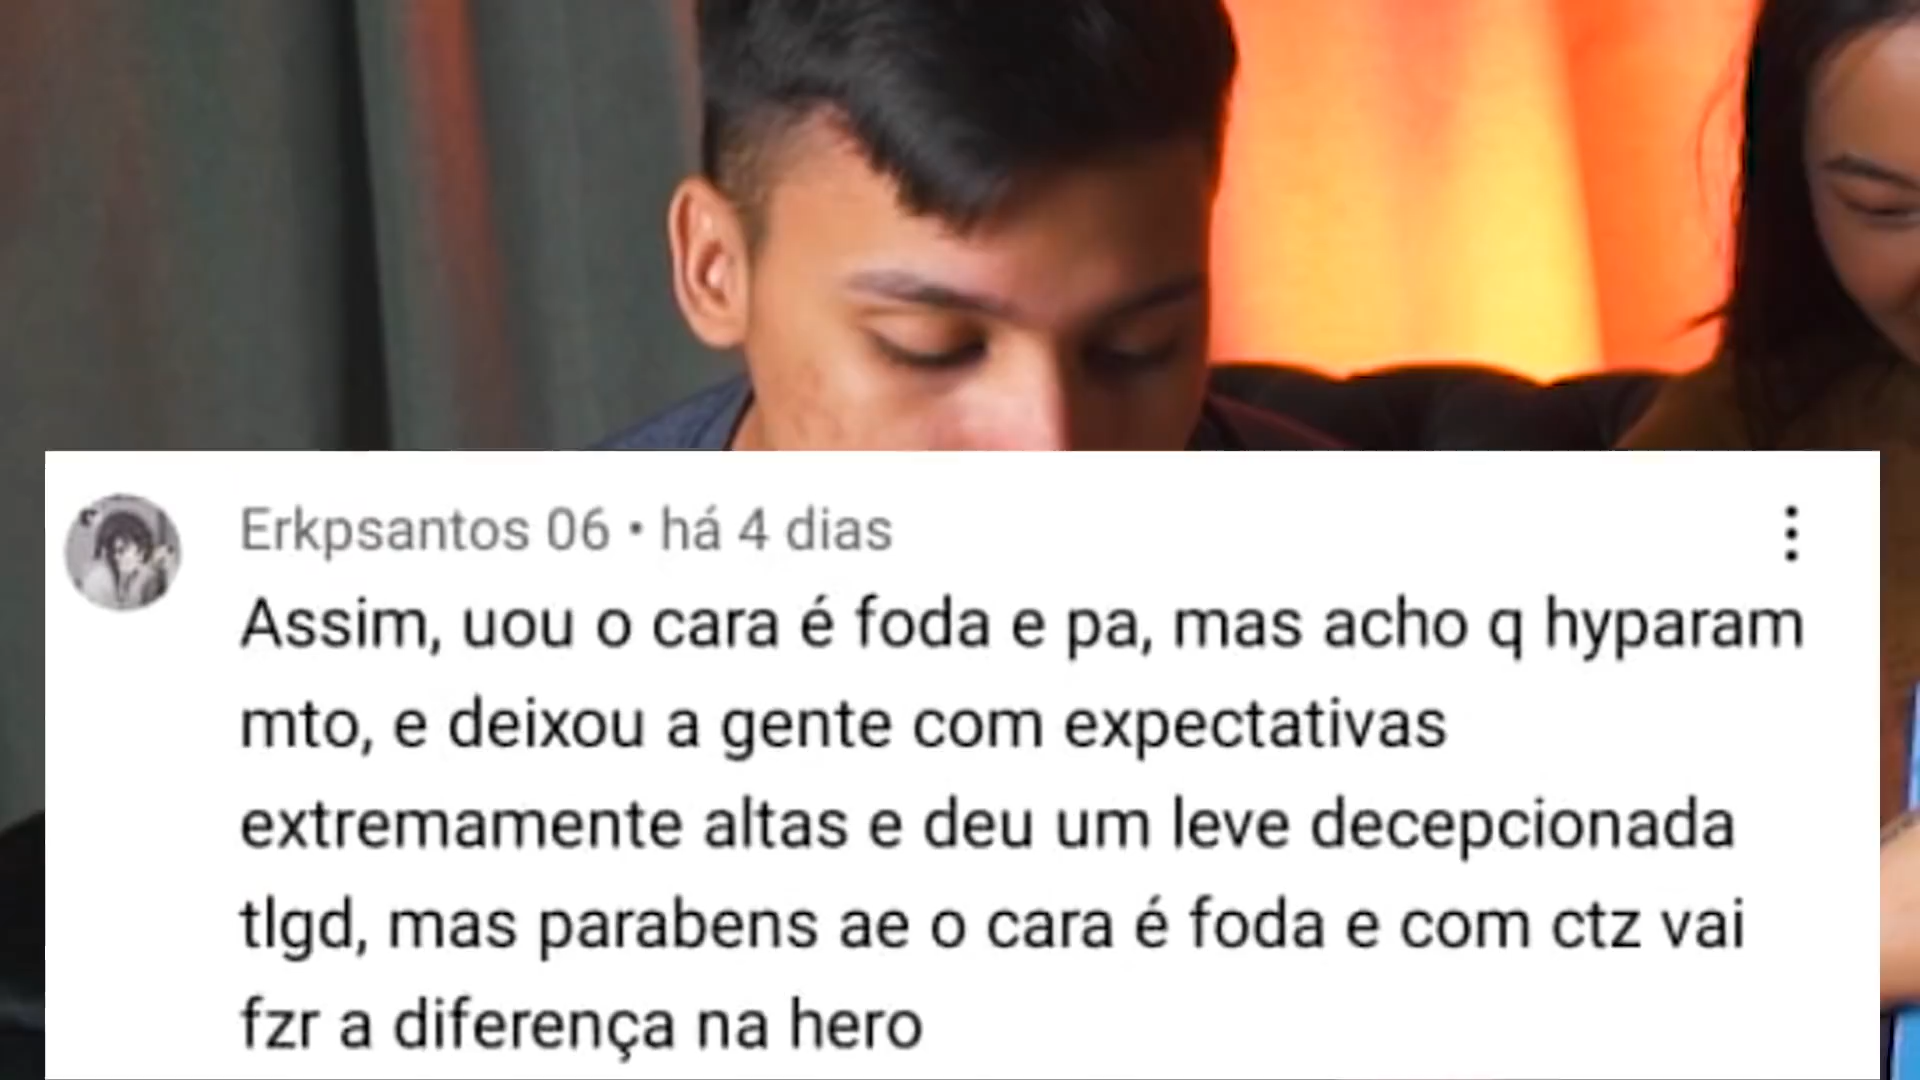 Erkpsantos 06 • há 4 dias
Assim, uou o cara é foda e pa, mas acho q hyparam
mto, e deixou a gente com expectativas
extremamente altas e deu um leve decepcionada
tlgd, mas parabens ae o cara é foda e com ctz vai
fzr a diferença na hero